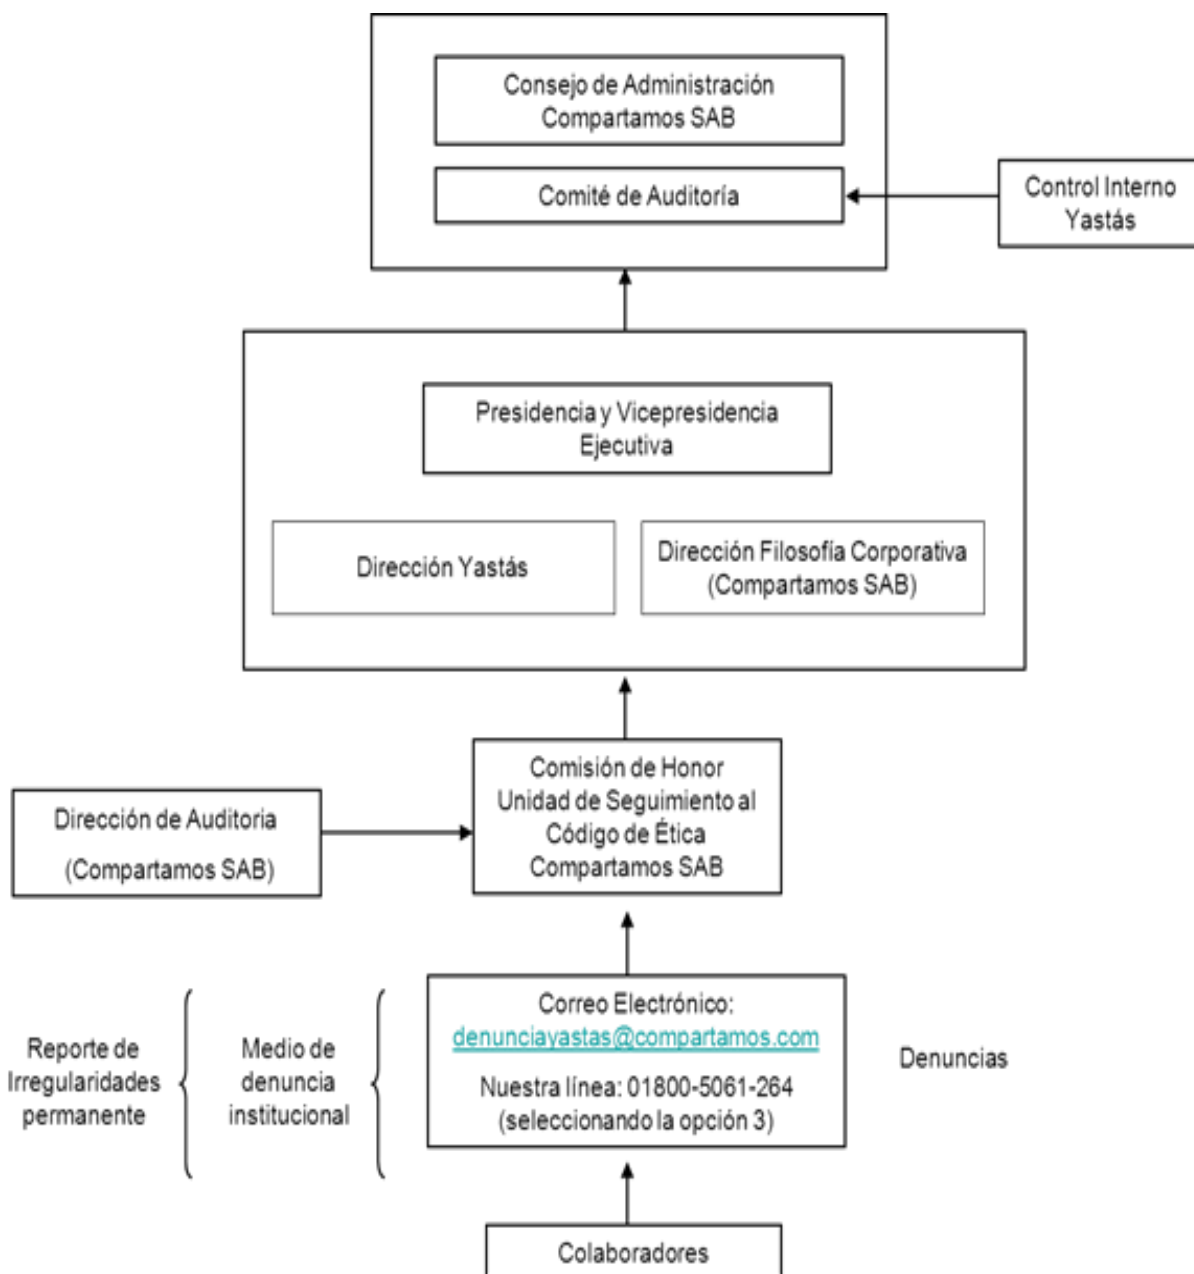 Consejo de Administración
Compartamos SAB
Comité de Auditoría
Control Interno
Yastás
Presidencia y Vicepresidencia
Ejecutiva
Dirección Yastás
Dirección Filosofía Corporativa
(Compartamos SAB)
Comisión de Honor
Unidad de Seguimiento al
Código de Ética
Compartamos SAB
Dirección de Auditoria
(Compartamos SAB)
Reporte de
Irregularidades
permanente
Medio de
denuncia
institucional
Correo Electrónico:
denunciayastas@compartamos.com
Nuestra línea: 01800-5061-264
(seleccionando la opción 3)
Denuncias
Colaboradores